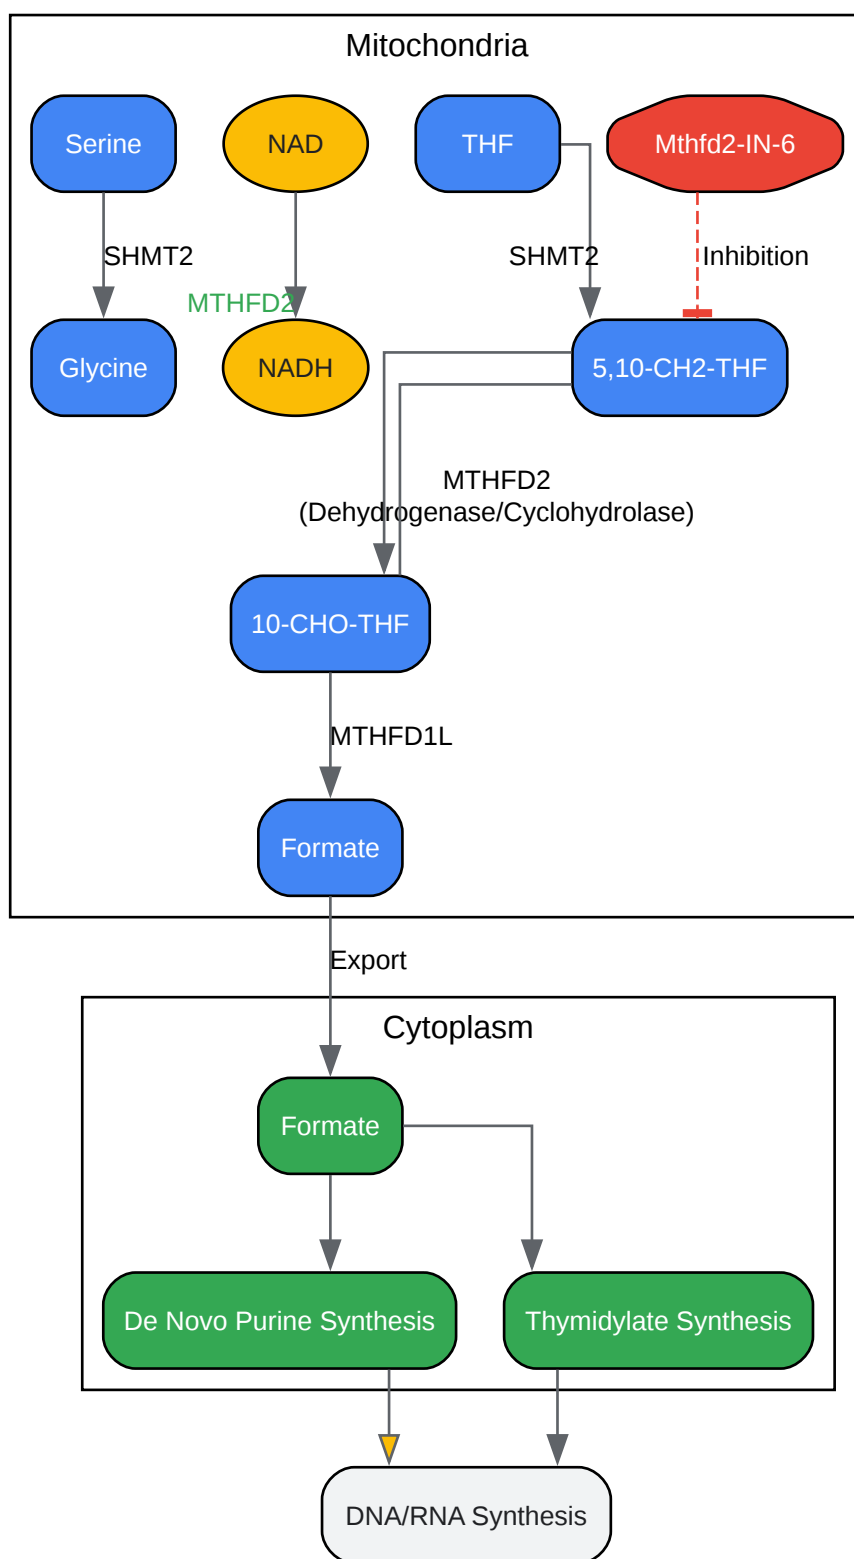 Mitochondria
Serine
NAD
THF
Mthfd2-IN-6
SHMT2
SHMT2
Inhibition
MTHFD2
Glycine
NADH
5,10-CH2-THF
MTHFD2
(Dehydrogenase/Cyclohydrolase)
10-CHO-THF
MTHFD1L
Formate
Export
Cytoplasm
Formate
De Novo Purine Synthesis
Thymidylate Synthesis
DNA/RNA Synthesis